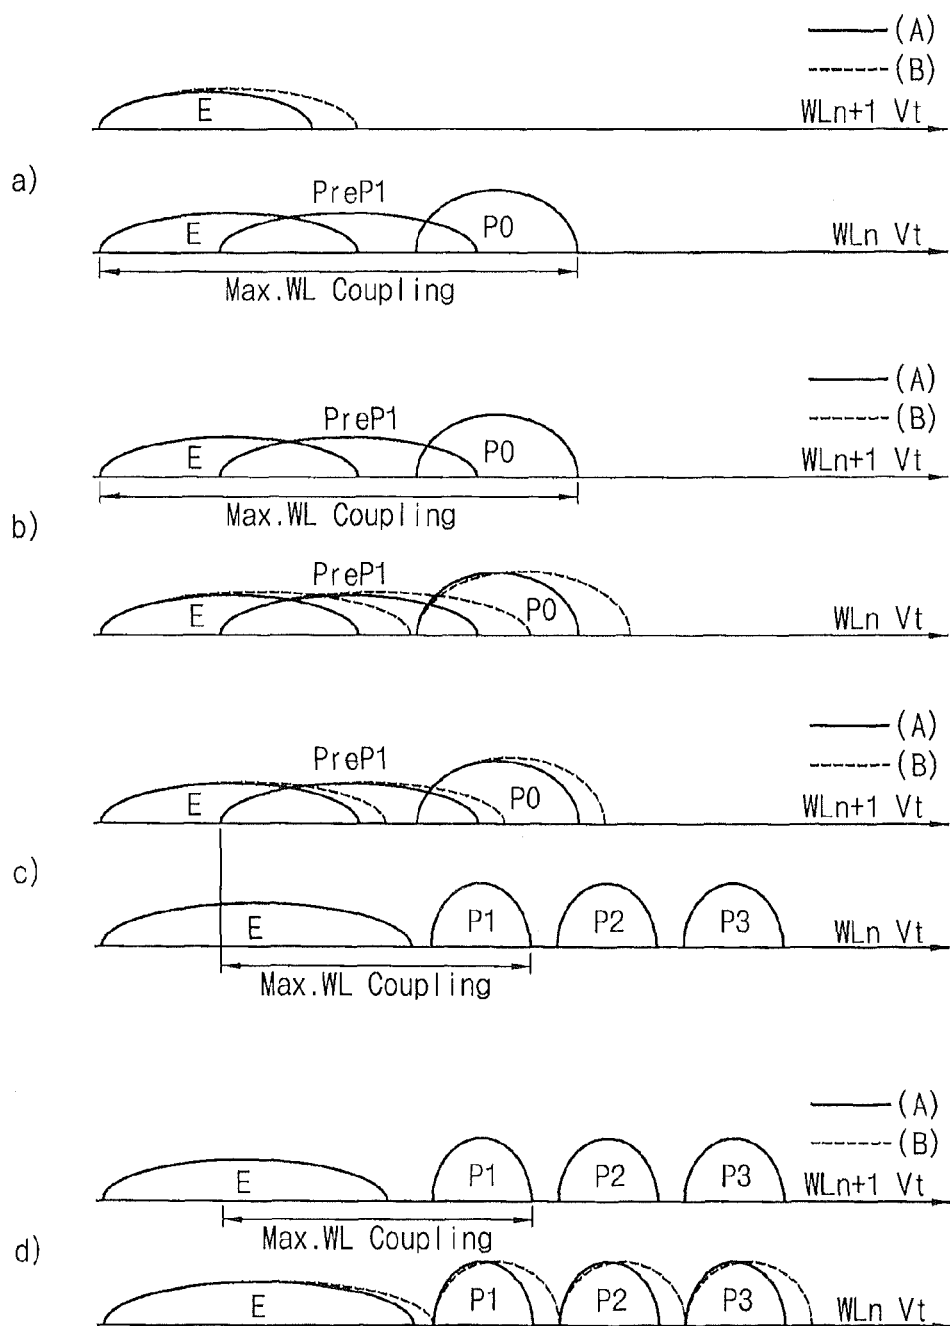 (A)
(B)
E
WLn+1 Vt
a)
PreP1
E
P0
WLn Vt
Max.WL Coupling
(A)
(B)
PreP1
E
P0
WLn+1 Vt
Max.WL Coupling
b)
PreP1
E
P0
WLn Vt
(A)
(B)
PreP1
E
P0
WLn+1 Vt
c)
E
P1
P2
P3
WLn Vt
Max.WL Coupling
(A)
(B)
E
P1
P2
P3
WLn+1 Vt
Max.WL Coupling
d)
E
P1
P2
P3
WLn Vt